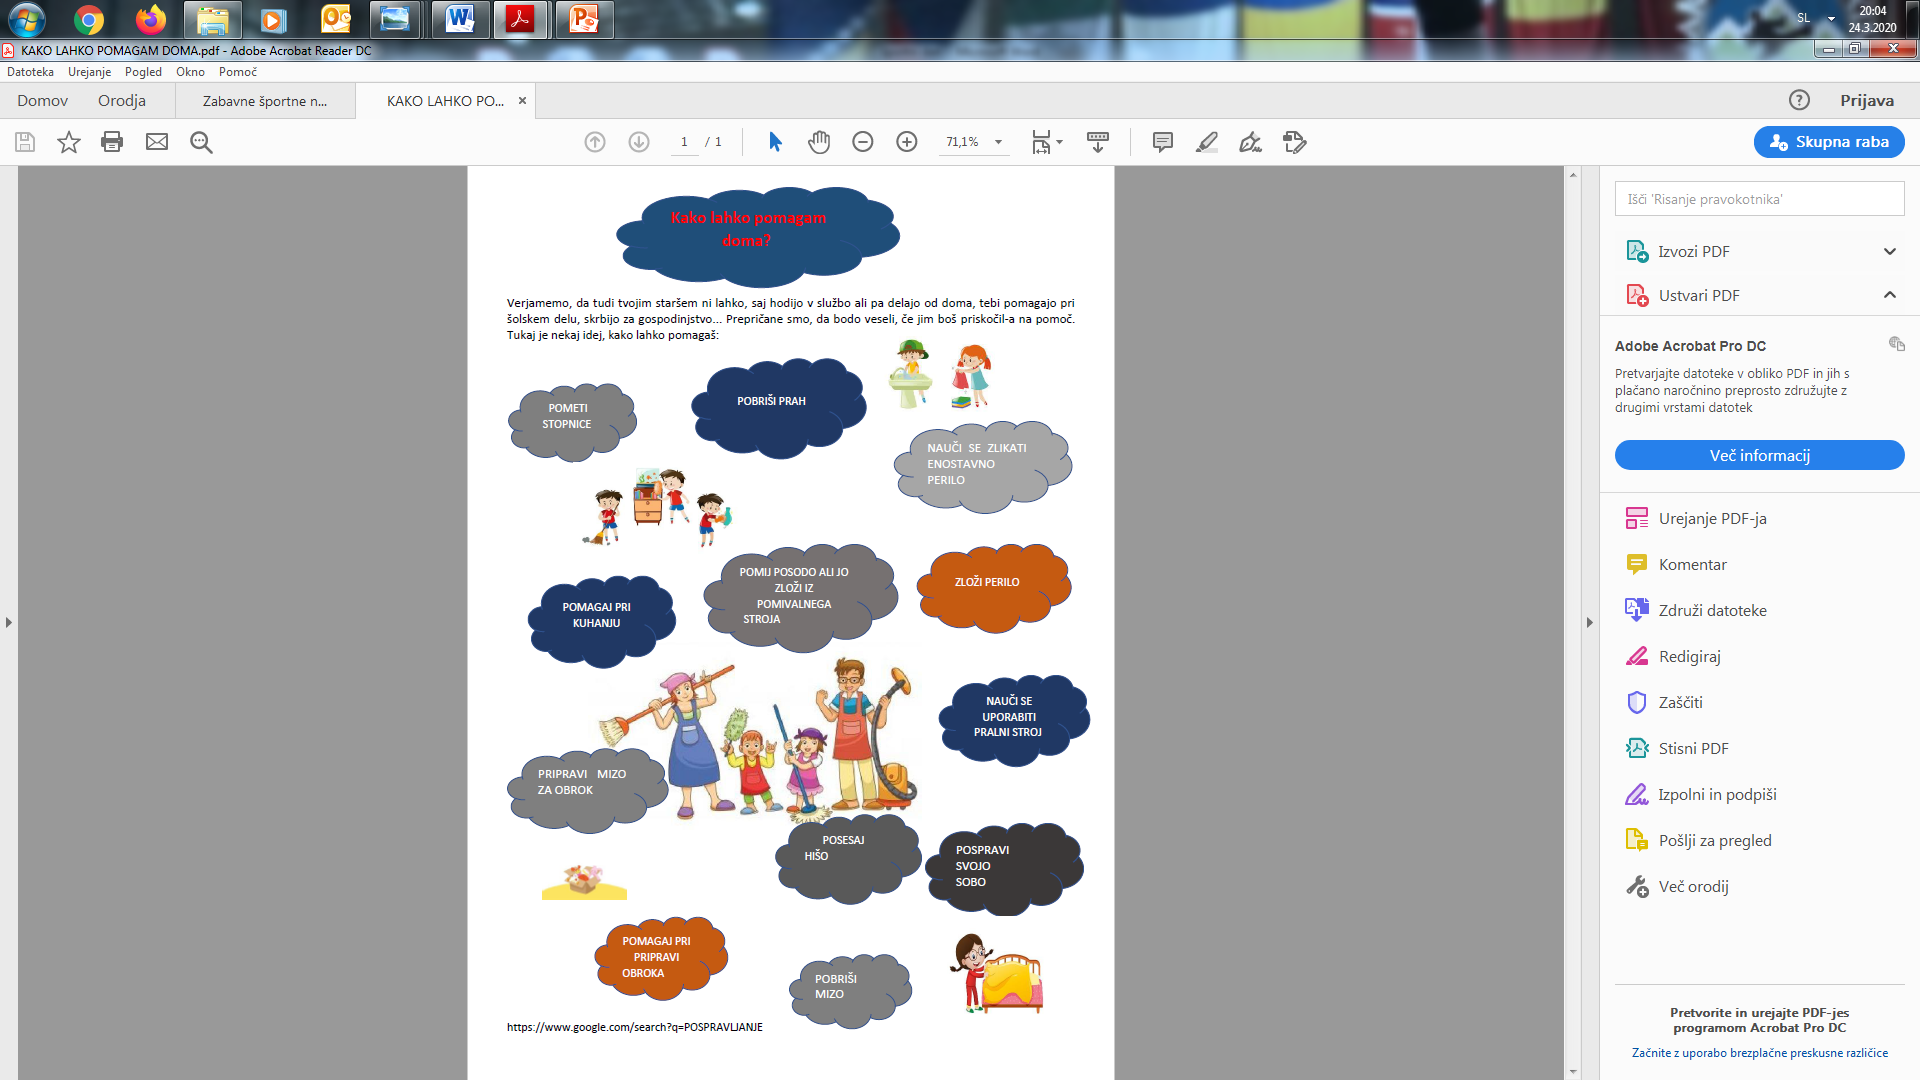 SL
20:04
24.3.2020
KAKO LAHKO POMAGAM DOMA.pdf - Adobe Acrobat Reader DC
Datoteka Urejanje Pogled Okno Pomoč
Domov Orodja Zabavne športne n... KAKO LAHKO PO... Prijava
1 / 1 71,1% Skupna raba
Kako lahko pomagam
doma?
Verjamemo, da tudi tvojim staršem ni lahko, saj hodijo v službo ali pa delajo od doma, tebi pomagajo pri
šolskem delu, skrbijo za gospodinjstvo... Prepričane smo, da bodo veseli, če jim boš priskočil-a na pomoč.
Tukaj je nekaj idej, kako lahko pomagaš:
POMETI
STOPNICE
POBRIŠI PRAH
NAUČI SE ZLIKATI
ENOSTAVNO
PERILO
POMAGAJ PRI
KUHANJU
POMIJ POSODO ALI JO
ZLOŽI IZ
POMIVALNEGA
STROJA
ZLOŽI PERILO
NAUČI SE
UPORABITI
PRALNI STROJ
PRIPRAVI MIZO
ZA OBROK
POSESAJ
HIŠO
POSPRAVI
SVOJO
SOBO
POMAGAJ PRI
PRIPRAVI
OBROKA
POBRIŠI
MIZO
https://www.google.com/search?q=POSPRAVLJANJE
Išči 'Risanje pravokotnika'
Izvozi PDF
Ustvari PDF
Adobe Acrobat Pro DC
Pretvarjajte datoteke v obliko PDF in jih s
plačano naročnino preprosto združujte z
drugimi vrstami datotek
Več informacij
Urejanje PDF-ja
Komentar
Združi datoteke
Redigiraj
Zaščiti
Stisni PDF
Izpolni in podpiši
Pošlji za pregled
Več orodij
Pretvorite in urejajte PDF-jes
programom Acrobat Pro DC
Začnite z uporabo brezplačne preskusne različice